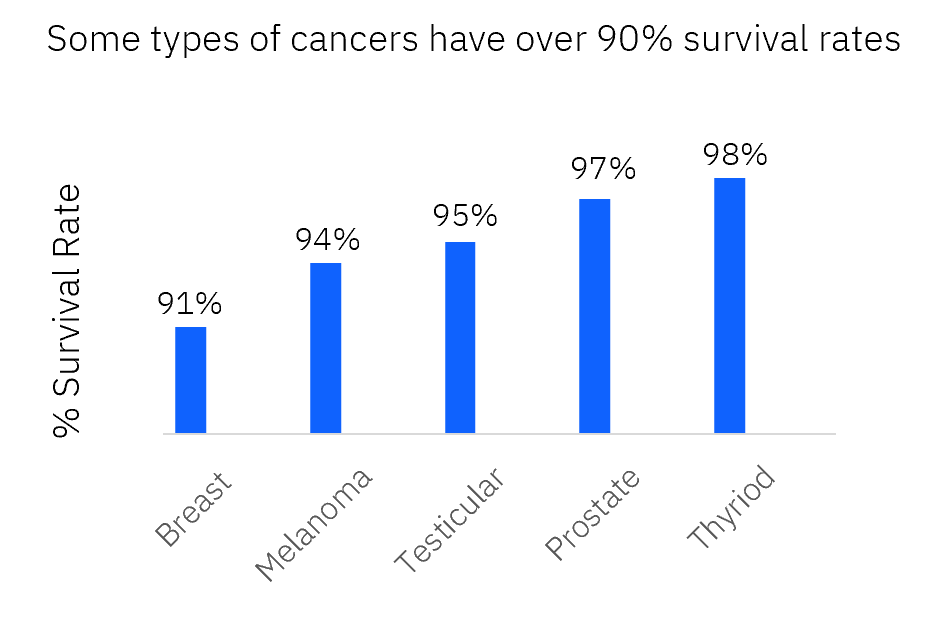 Some types of cancers have over 90% survival rates
% Survival Rate
91%
94%
95%
97%
98%
Breast
Melanoma
Testicular
Prostate
Thyriod